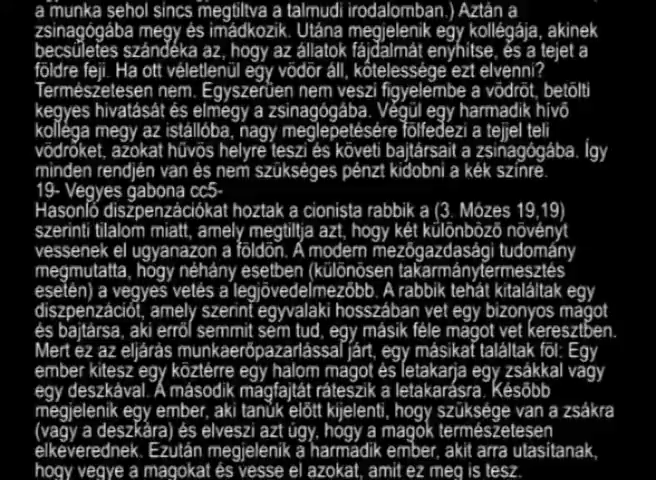 a munka sehol sincs megtiltva a talmudi irodalomban.) Aztán a
zsinagógába megy és imádkozik. Utána megjelenik egy kollégája, akinek
becsületes szándéka az, hogy az állatok fájdalmát enyhítse, és a tejet a
földre feji. Ha ott véletlenül egy vödör áll, kötelessége ezt elvenni?
Természetesen nem. Egyszerűen nem veszi figyelembe a vödröt, betölti
kegyes hivatását és elmegy a zsinagógába. Végül egy harmadik hívő
kolléga megy az istállóba, nagy meglepetésére fölfedezi a tejjel teli
vödröket, azokat hűvös helyre teszi és követi bajtársait a zsinagógába. Így
minden rendjén van és nem szükséges pénzt kidobni a kék színre.
19- Vegyes gabona cc5-
Hasonló diszpenzációkat hoztak a cionista rabbik a (3. Mózes 19,19)
szerinti tilalom miatt, amely megtiltja azt, hogy két különböző növényt
vessenek el ugyanazon a földön. A modern mezőgazdasági tudomány
megmutatta, hogy néhány esetben (különösen takarmánytermesztés
esetén) a vegyes vetés a legjövedelmezőbb. A rabbik tehát kitaláltak egy
diszpenzációt, amely szerint egyvalaki hosszában vet egy bizonyos magot
és bajtársa, aki erről semmit sem tud, egy másik féle magot vet keresztben.
Mert ez az eljárás munkaerőpazarlással járt, egy másikat találtak föl: Egy
ember kitesz egy köztérre egy halom magot és letakarja egy zsákkal vagy
egy deszkával. A második magfajtát ráteszik a letakarásra. Később
megjelenik egy ember, aki tanúk előtt kijelenti, hogy szüksége van a zsákra
(vagy a deszkára) és elveszi azt úgy, hogy a magok természetesen
elkeverednek. Ezután megjelenik a harmadik ember, akit arra utasítanak,
hogy vegye a magokat és vesse el azokat, amit ez meg is tesz.